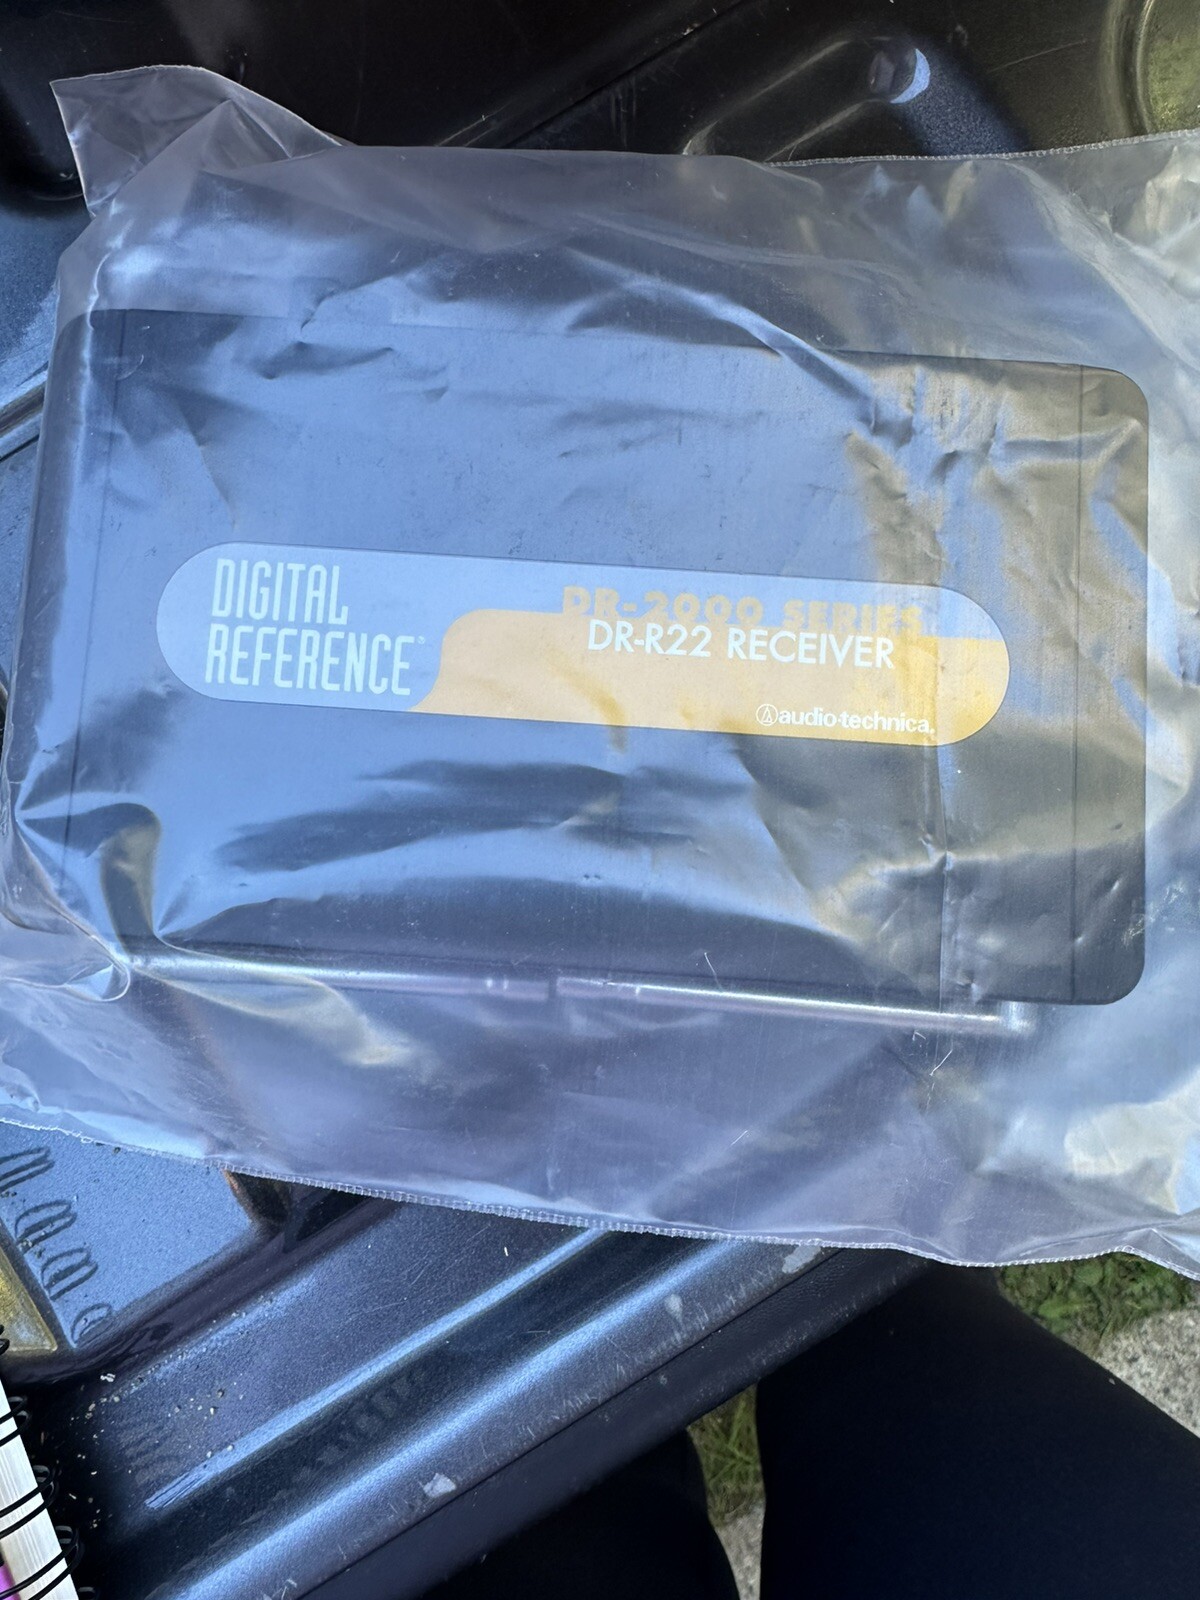 DIGITAL
REFERENCE®
DR-2000 SERIES
DR-R22 RECEIVER
audio-technica.